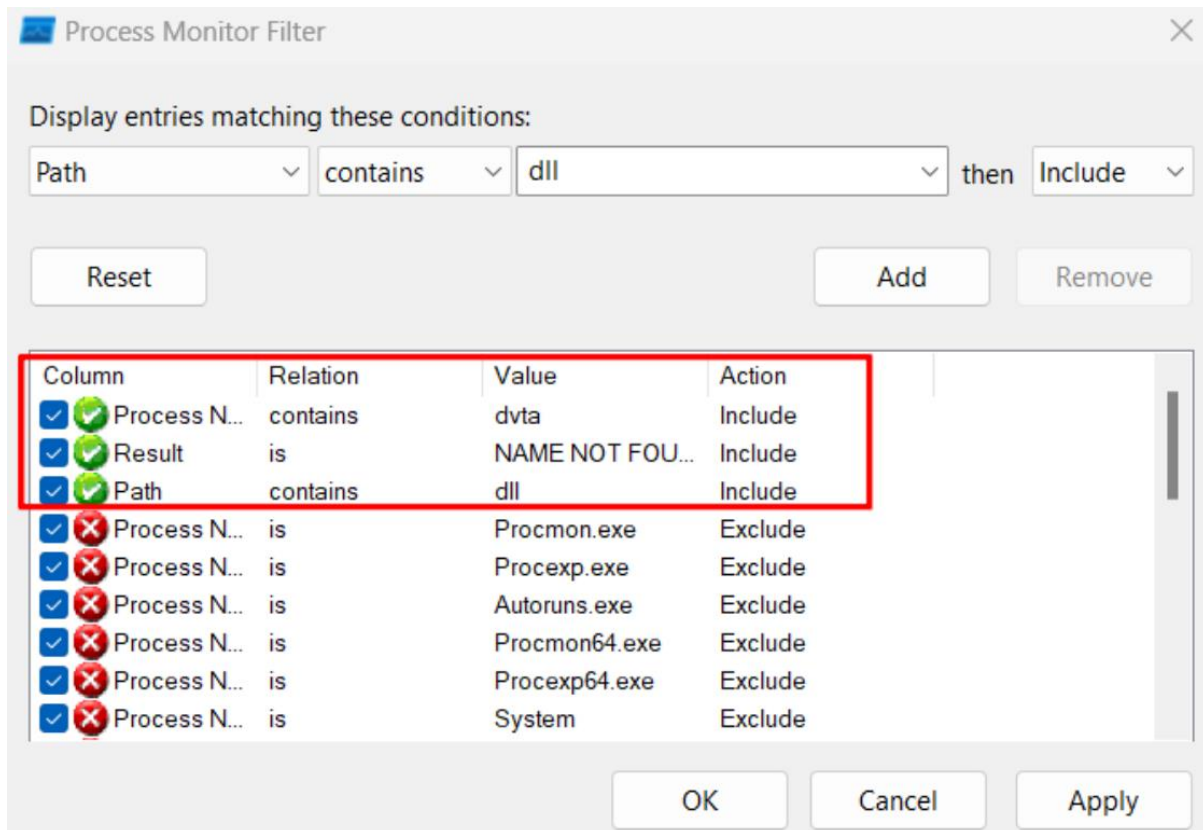 Process Monitor Filter
Display entries matching these conditions:
Path contains dll then Include
Reset Add Remove
Column Relation Value Action
Process N... contains dvta Include
Result is NAME NOT FOU... Include
Path contains dll Include
Process N... is Procmon.exe Exclude
Process N... is Procexp.exe Exclude
Process N... is Autoruns.exe Exclude
Process N... is Procmon64.exe Exclude
Process N... is Procexp64.exe Exclude
Process N... is System Exclude
OK Cancel Apply